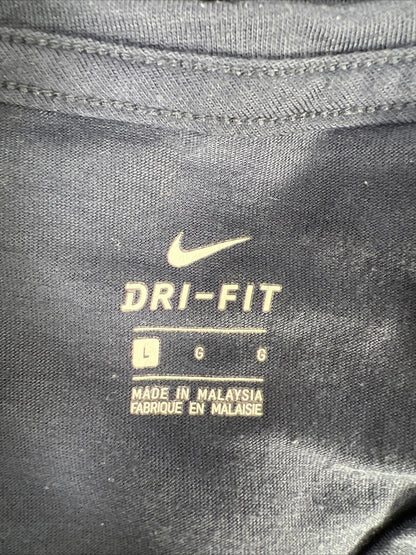 DRI-FIT
L G G
MADE IN MALAYSIA
FABRIQUE EN MALAISIE